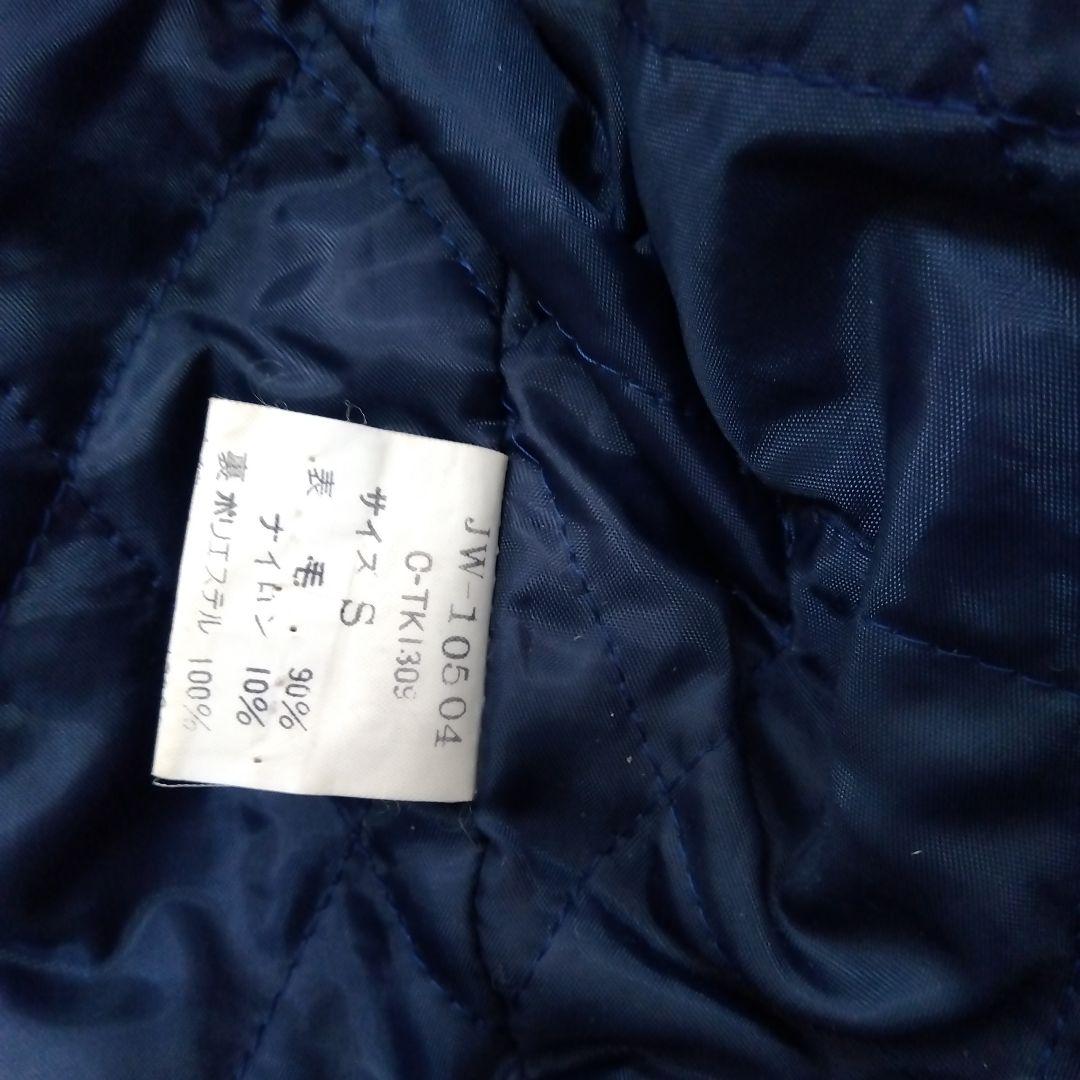 JW-10504
C-TK1309
サイズ S
表 毛 90%
ナイロン 10%
裏 ポリエステル 100%